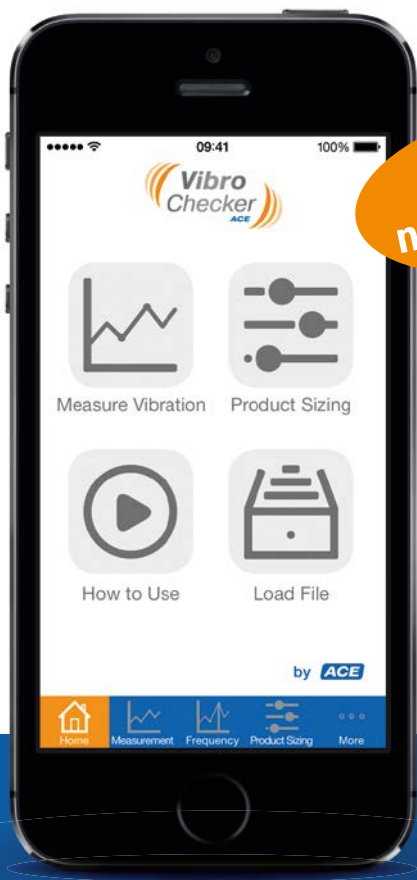 09:41
100%
Vibro
Checker
ACE
Measure Vibration
Product Sizing
How to Use
Load File
by ACE
Home
Measurement
Frequency
Product Sizing
More